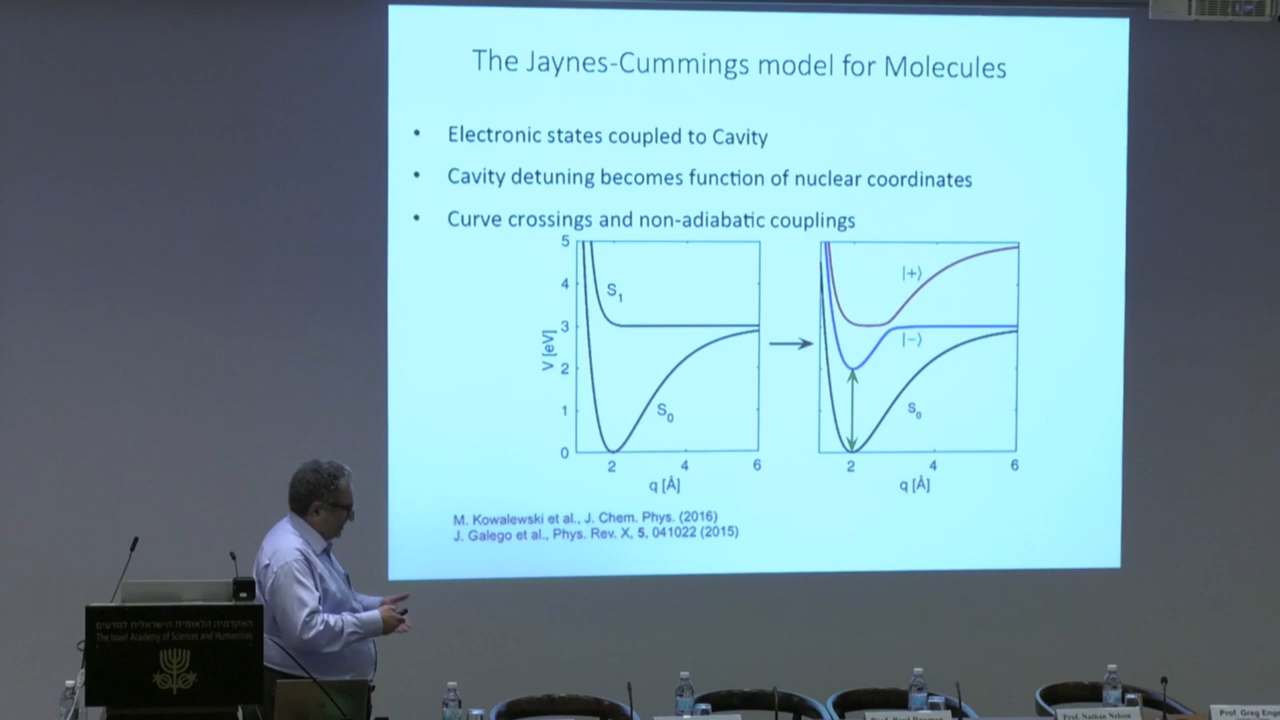 The Jaynes-Cummings model for Molecules
• Electronic states coupled to Cavity
• Cavity detuning becomes function of nuclear coordinates
• Curve crossings and non-adiabatic couplings
5
4
3
2
1
0
V [eV]
S1
S0
2 4 6
q [Å]
|+⟩
|−⟩
S0
2 4 6
q [Å]
M. Kowalewski et al., J. Chem. Phys. (2016)
J. Galego et al., Phys. Rev. X, 5, 041022 (2015)
האקדמיה הלאומית הישראלית למדעים
The Israel Academy of Sciences and Humanities
Prof. Nathan Nelson
Prof. Greg